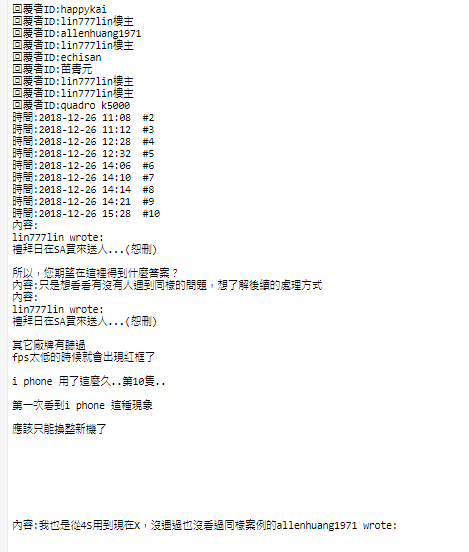 回覆者ID:happykai
回覆者ID:lin777lin樓主
回覆者ID:allenhuang1971
回覆者ID:lin777lin樓主
回覆者ID:echisan
回覆者ID:苗青元
回覆者ID:lin777lin樓主
回覆者ID:lin777lin樓主
回覆者ID:quadro k5000
時間:2018-12-26 11:08  #2
時間:2018-12-26 11:12  #3
時間:2018-12-26 12:28  #4
時間:2018-12-26 12:32  #5
時間:2018-12-26 14:06  #6
時間:2018-12-26 14:10  #7
時間:2018-12-26 14:14  #8
時間:2018-12-26 14:21  #9
時間:2018-12-26 15:28  #10
內容:
lin777lin wrote:
禮拜日在SA買來送人...(恕刪)
所以，您期望在這裡得到什麼答案？
內容:只是想看看有沒有人遇到同樣的問題，想了解後續的處理方式
內容:
lin777lin wrote:
禮拜日在SA買來送人...(恕刪)
其它廠牌有聽過
fps太低的時候就會出現紅框了
i phone 用了這麼久..第10隻..
第一次看到i phone 這種現象
應該只能換整新機了
內容:我也是從4S用到現在X，沒遇過也沒看過同樣案例的allenhuang1971 wrote: